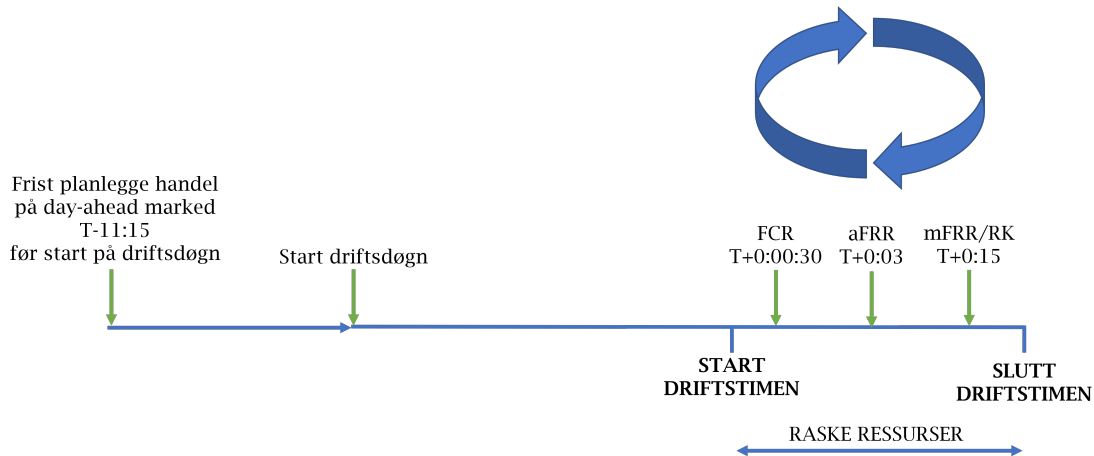 Frist planlegge handel
på day-ahead marked
T-11:15
før start på driftsdøgn
Start driftsdøgn
FCR
T+0:00:30
aFRR
T+0:03
mFRR/RK
T+0:15
START
DRIFTSTIMEN
SLUTT
DRIFTSTIMEN
RASKE RESSURSER